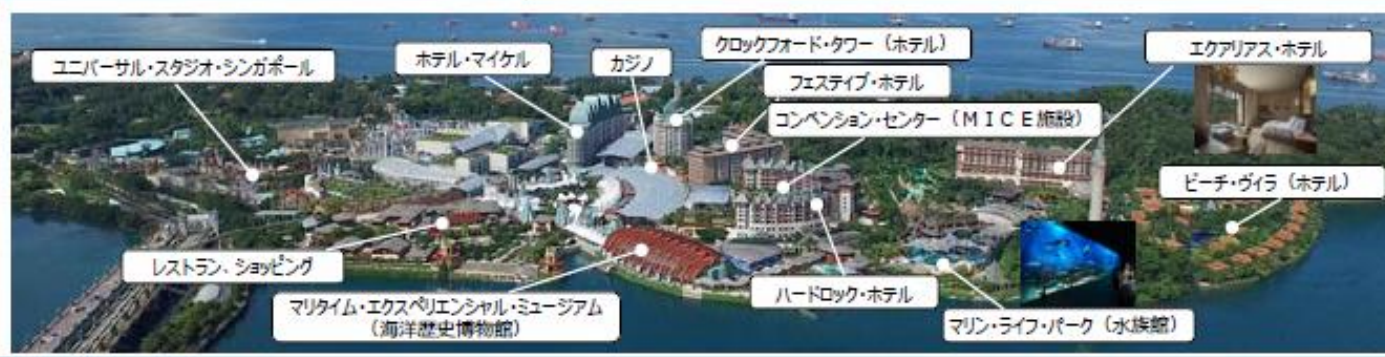 クロックフォード・タワー（ホテル）
ユニバーサル・スタジオ・シンガポール
ホテル・マイケル
カジノ
エクアリアス・ホテル
フェスティブ・ホテル
コンベンション・センター（ＭＩＣＥ施設）
ビーチ・ヴィラ（ホテル）
レストラン、ショッピング
マリタイム・エクスペリエンシャル・ミュージアム
（海洋歴史博物館）
ハードロック・ホテル
マリン・ライフ・パーク（水族館）